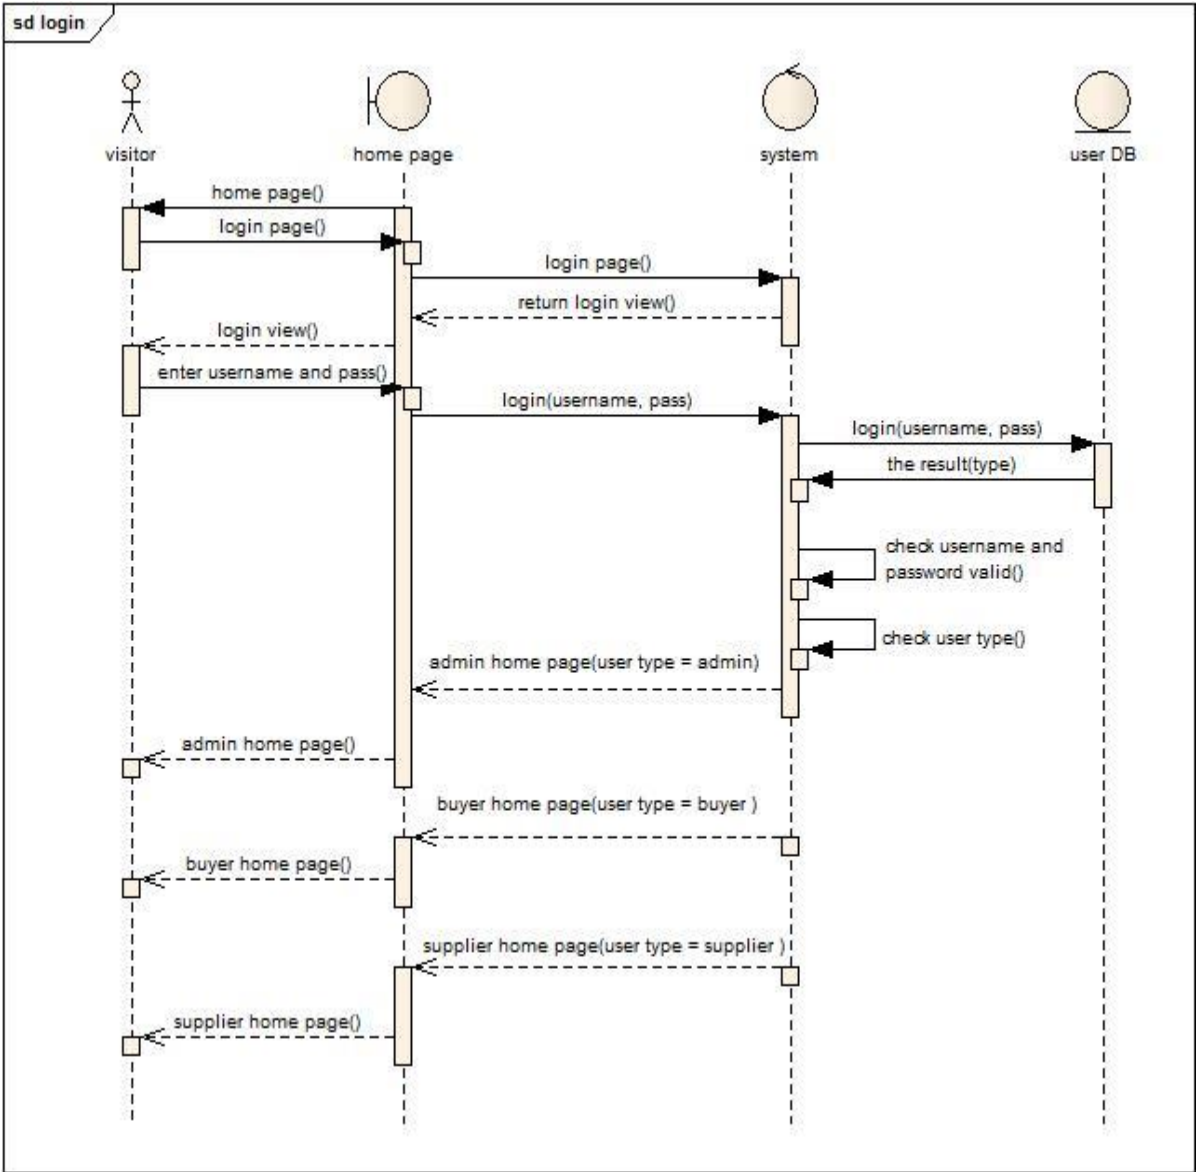 sd login
visitor
home page
system
user DB
home page()
login page()
login page()
return login view()
login view()
enter username and pass()
login(username, pass)
login(username, pass)
the result(type)
check username and
password valid()
check user type()
admin home page(user type = admin)
admin home page()
buyer home page(user type = buyer )
buyer home page()
supplier home page(user type = supplier )
supplier home page()